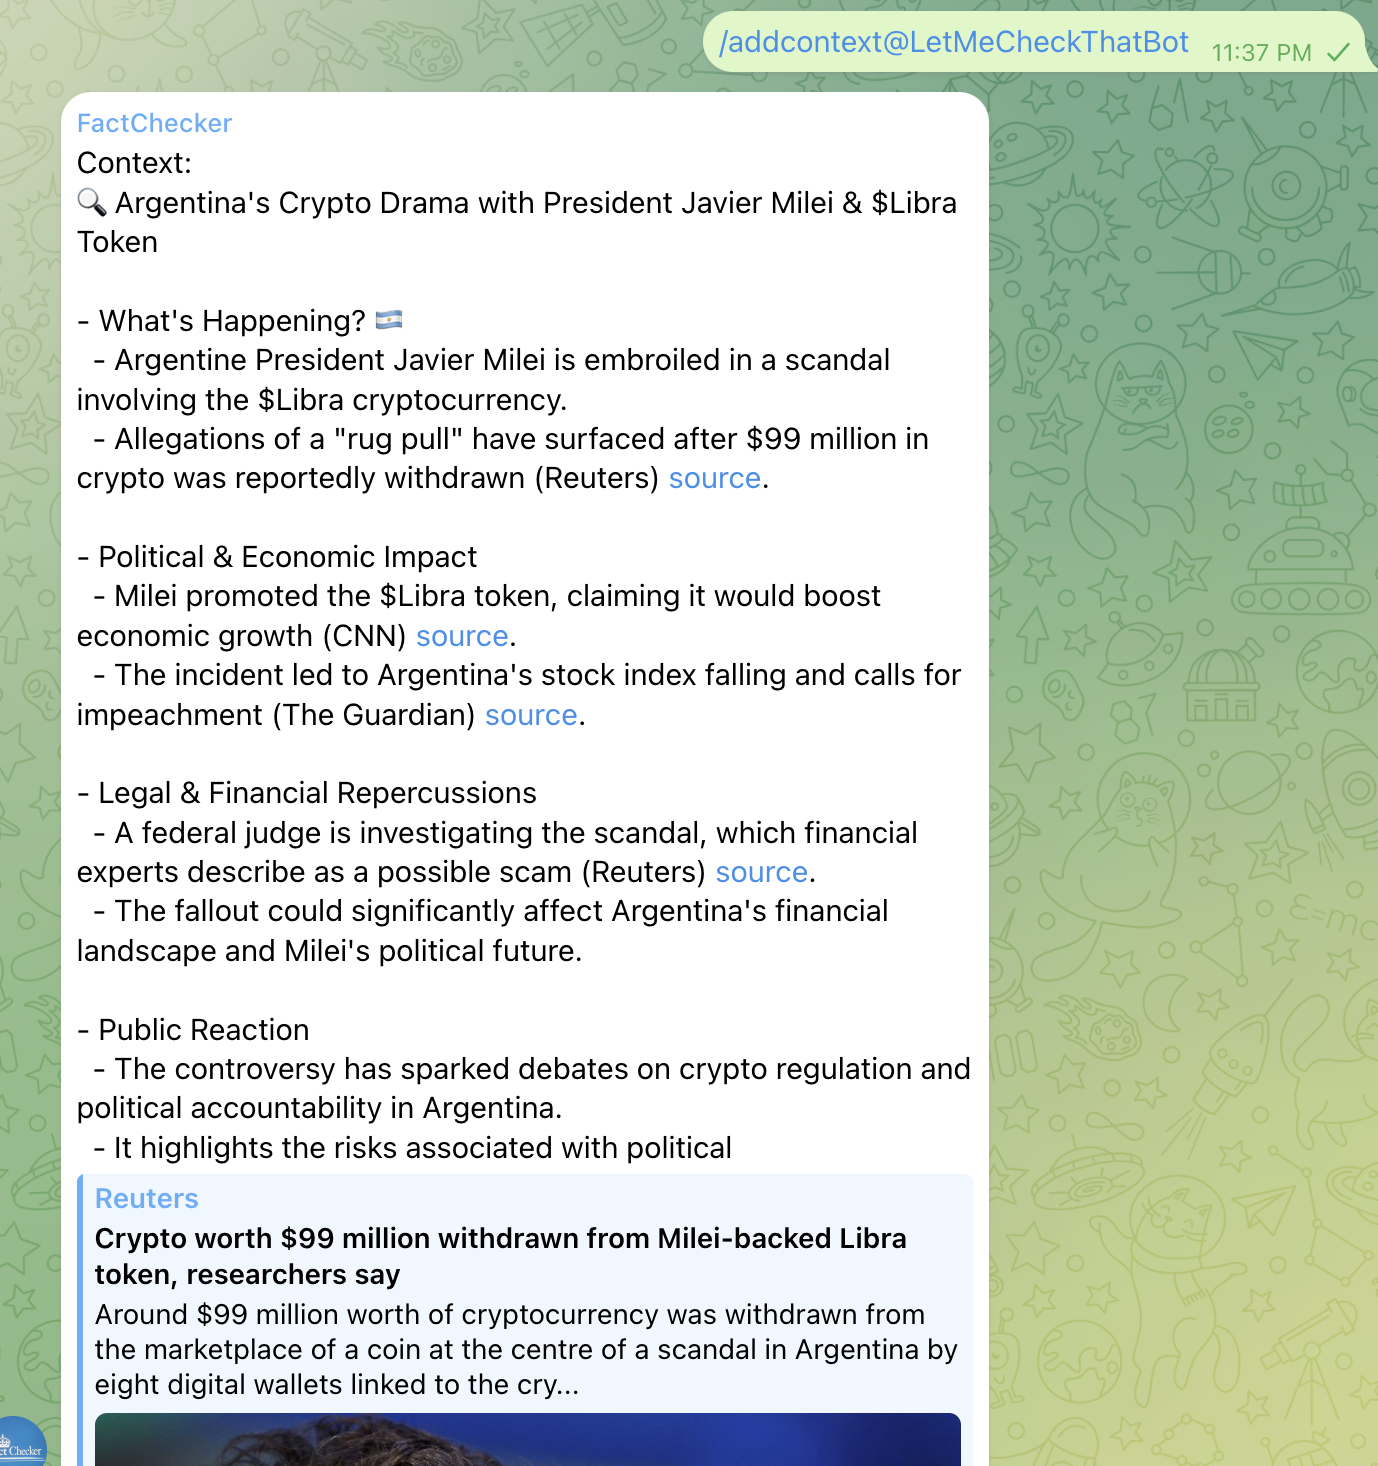 /addcontext@LetMeCheckThatBot 11:37 PM
FactChecker
Context:
🔍 Argentina's Crypto Drama with President Javier Milei & $Libra
Token
- What's Happening? 🇦🇷
- Argentine President Javier Milei is embroiled in a scandal
involving the $Libra cryptocurrency.
- Allegations of a "rug pull" have surfaced after $99 million in
crypto was reportedly withdrawn (Reuters) source.
- Political & Economic Impact
- Milei promoted the $Libra token, claiming it would boost
economic growth (CNN) source.
- The incident led to Argentina's stock index falling and calls for
impeachment (The Guardian) source.
- Legal & Financial Repercussions
- A federal judge is investigating the scandal, which financial
experts describe as a possible scam (Reuters) source.
- The fallout could significantly affect Argentina's financial
landscape and Milei's political future.
- Public Reaction
- The controversy has sparked debates on crypto regulation and
political accountability in Argentina.
- It highlights the risks associated with political
Reuters
Crypto worth $99 million withdrawn from Milei-backed Libra
token, researchers say
Around $99 million worth of cryptocurrency was withdrawn from
the marketplace of a coin at the centre of a scandal in Argentina by
eight digital wallets linked to the cry...
Checker